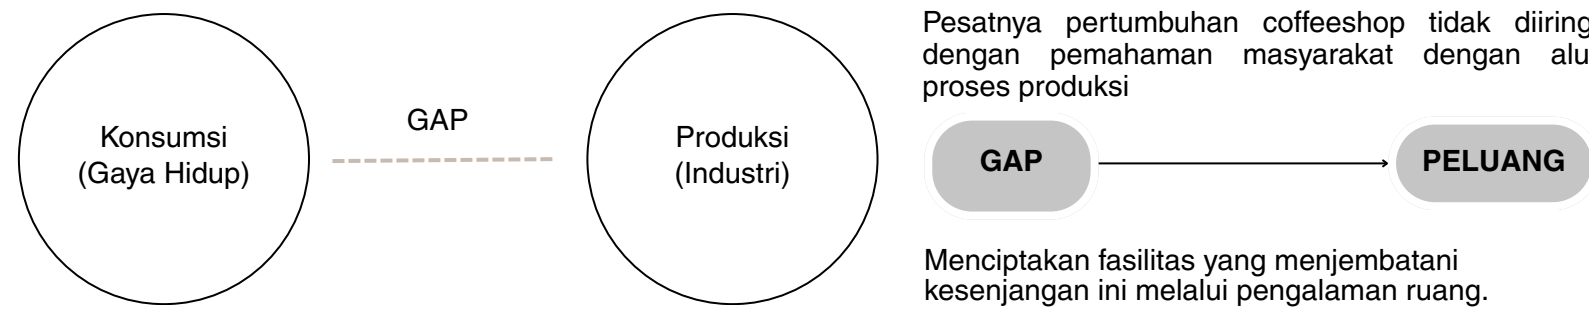 Konsumsi
(Gaya Hidup)
GAP
Produksi
(Industri)
Pesatnya pertumbuhan coffeeshop tidak diiring
dengan pemahaman masyarakat dengan alu
proses produksi
GAP
PELUANG
Menciptakan fasilitas yang menjembatani
kesenjangan ini melalui pengalaman ruang.